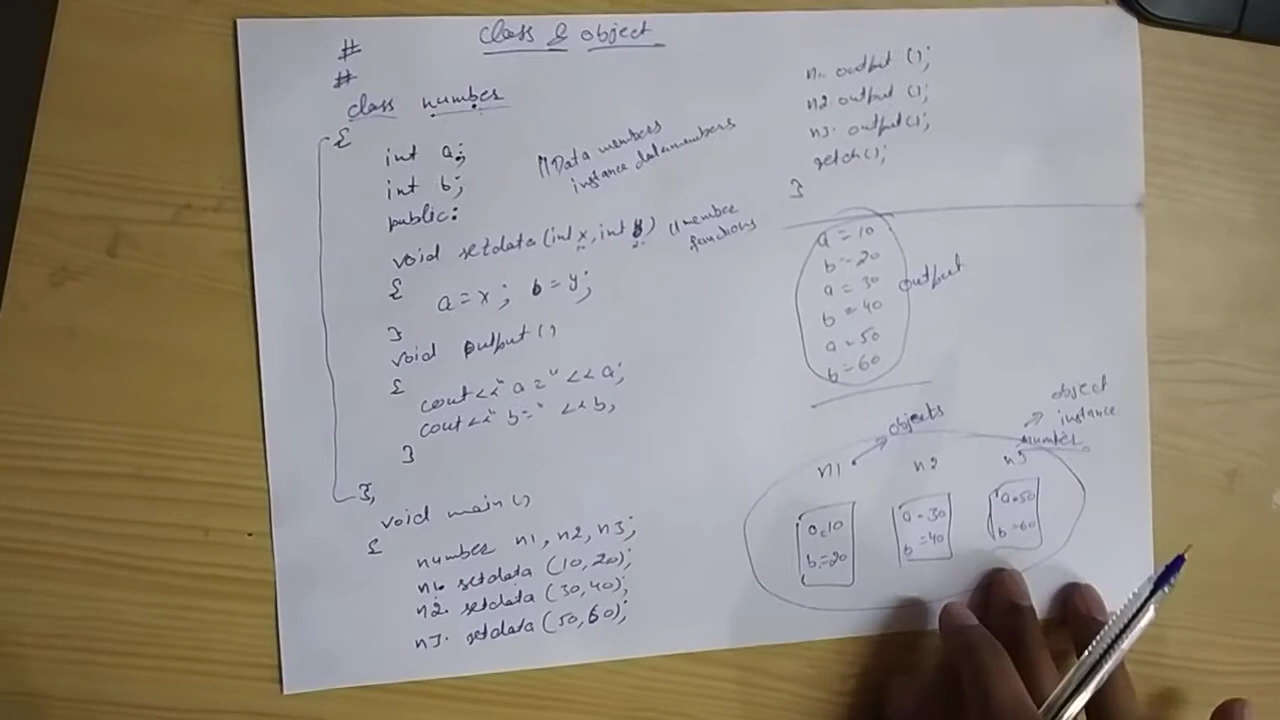 # class & object
#
class number
{
int a;
int b;
//Data members
instance datamembers
public:
void setdata(int x, int y) //member
functions
{ a = x ; b = y;
}
void output()
{
cout<<"a="<<a;
cout<<"b="<<b,
}
},
void main()
{
number n1, n2, n3;
n1. setdata (10,20);
n2. setdata (30,40);
n3. setdata (50,60);
n1. output ();
n2 output ();
n3. output();
getch();
}
a = 10
b = 20
a = 30
b = 40
a = 50
b = 60
output
objects
object
instance
number
n1 n2 n3
a=10
b=20
a=30
b=40
a=50
b=60